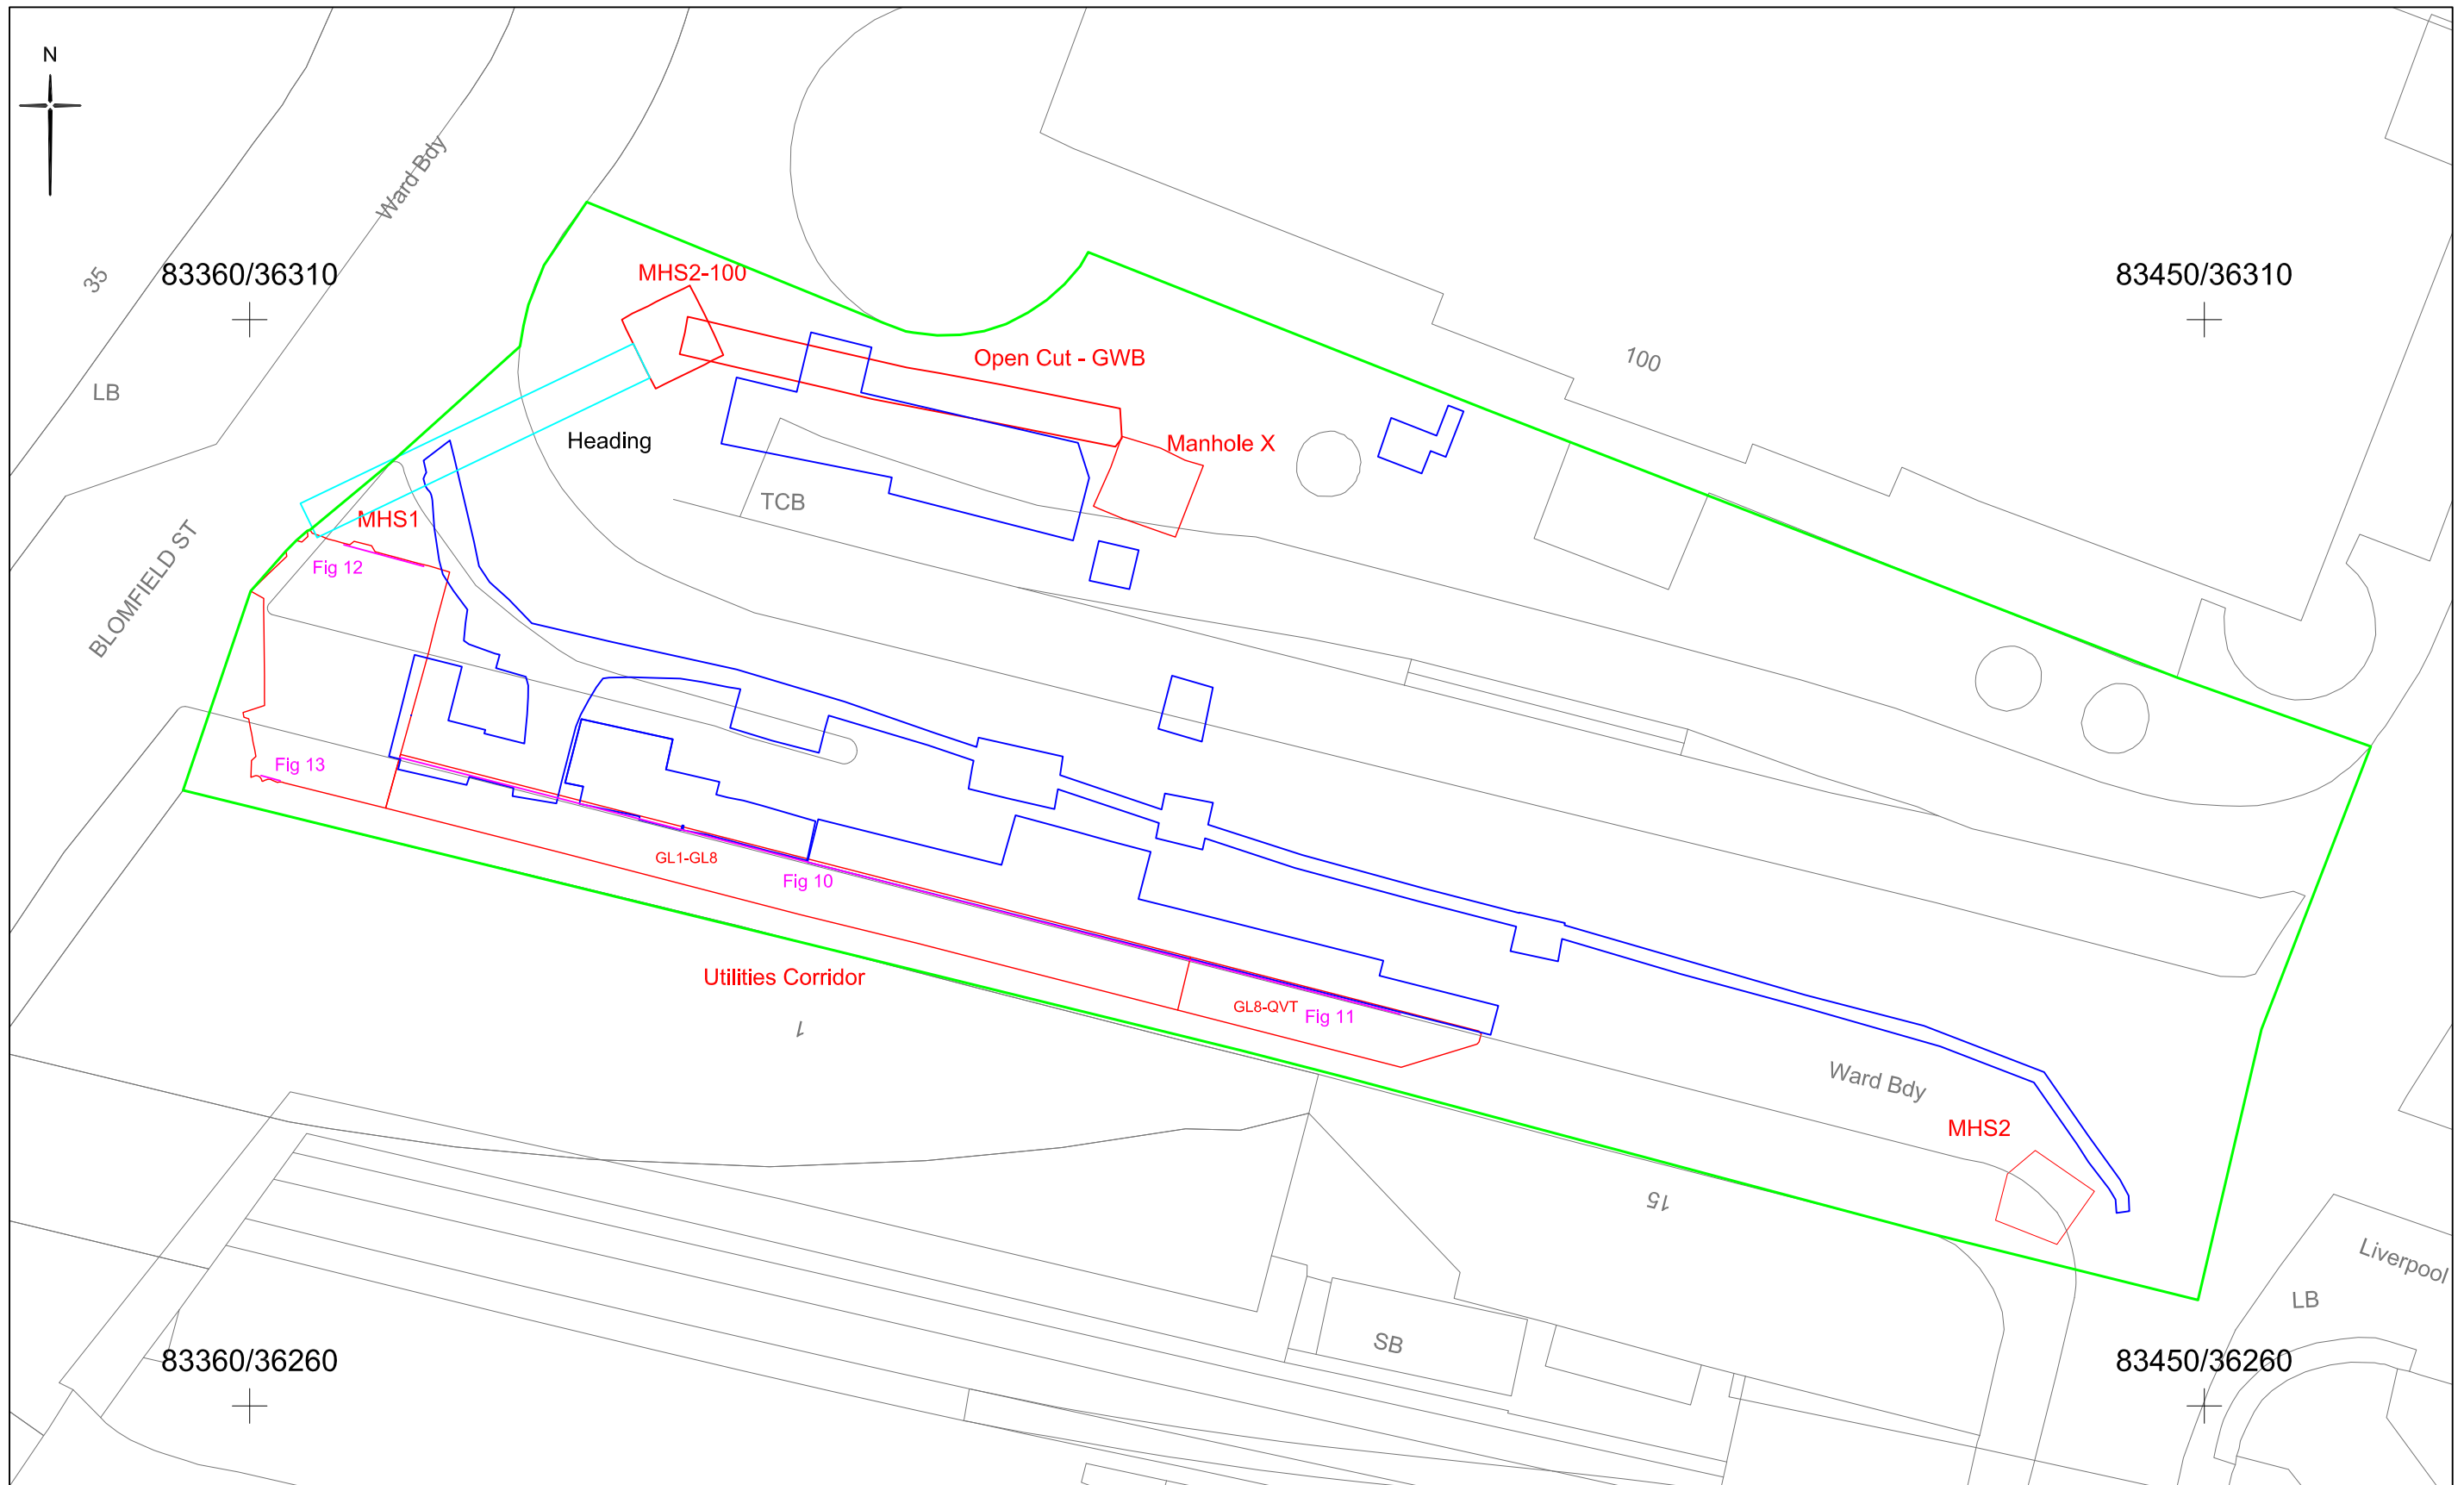 N
Ward Bdy
35
83360/36310
83450/36310
MHS2-100
Open Cut - GWB
100
LB
Heading
Manhole X
TCB
MHS1
Fig 12
BLOMFIELD ST
Fig 13
GL1-GL8
Fig 10
Utilities Corridor
GL8-QVT
Fig 11
1
Ward Bdy
MHS2
15
Liverpool
LB
SB
83360/36260
83450/36260